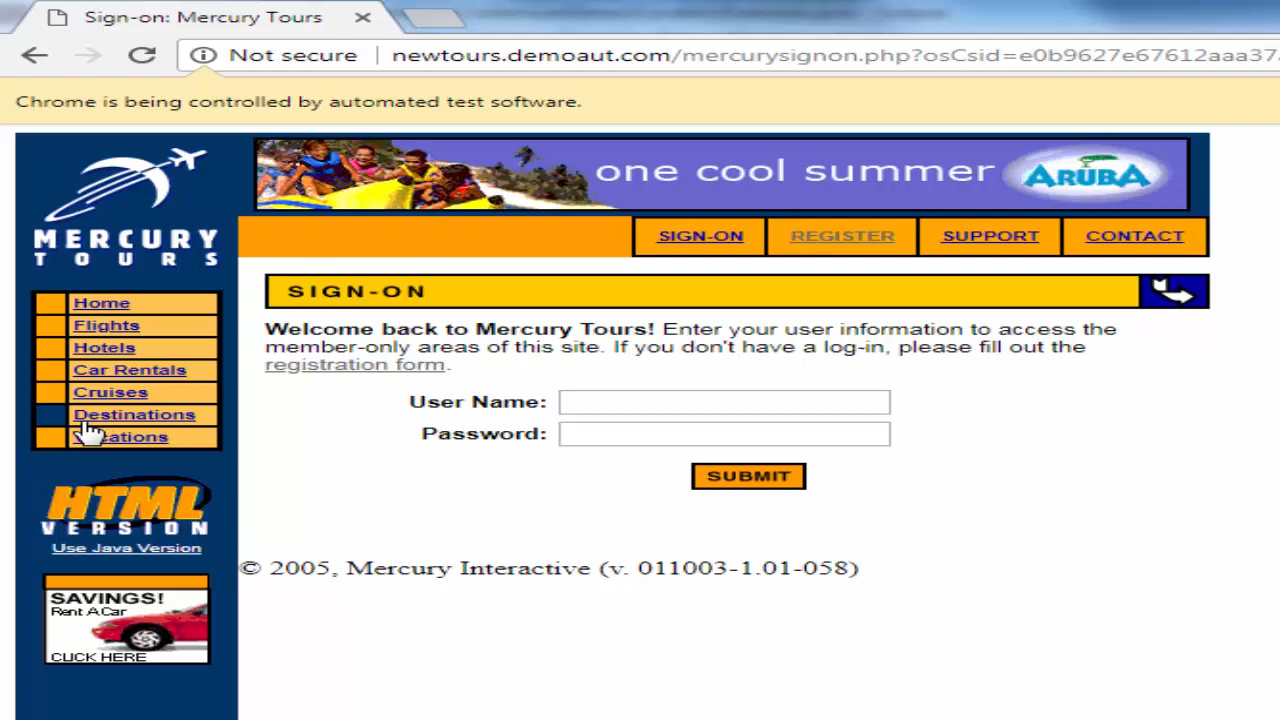 Sign-on: Mercury Tours
Not secure | newtours.demoaut.com/mercurysignon.php?osCsid=e0b9627e67612aaa37
Chrome is being controlled by automated test software.
one cool summer ARUBA
MERCURY
TOURS
SIGN-ON REGISTER SUPPORT CONTACT
SIGN-ON
Home
Flights
Hotels
Car Rentals
Cruises
Destinations
Welcome back to Mercury Tours! Enter your user information to access the
member-only areas of this site. If you don't have a log-in, please fill out the
registration form.
User Name:
Password:
SUBMIT
HTML
VERSION
Use Java Version
© 2005, Mercury Interactive (v. 011003-1.01-058)
SAVINGS!
Rent A Car
CLICK HERE